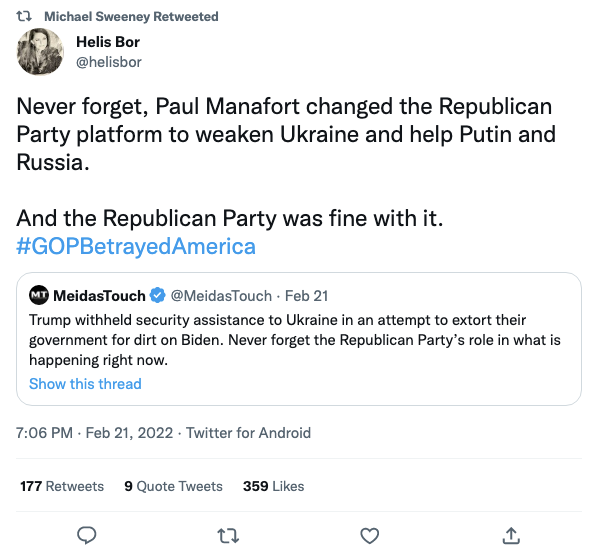 Michael Sweeney Retweeted
Helis Bor
@helisbor
Never forget, Paul Manafort changed the Republican
Party platform to weaken Ukraine and help Putin and
Russia.
And the Republican Party was fine with it.
#GOPBetrayedAmerica
MT MeidasTouch @MeidasTouch · Feb 21
Trump withheld security assistance to Ukraine in an attempt to extort their
government for dirt on Biden. Never forget the Republican Party’s role in what is
happening right now.
Show this thread
7:06 PM · Feb 21, 2022 · Twitter for Android
177 Retweets 9 Quote Tweets 359 Likes